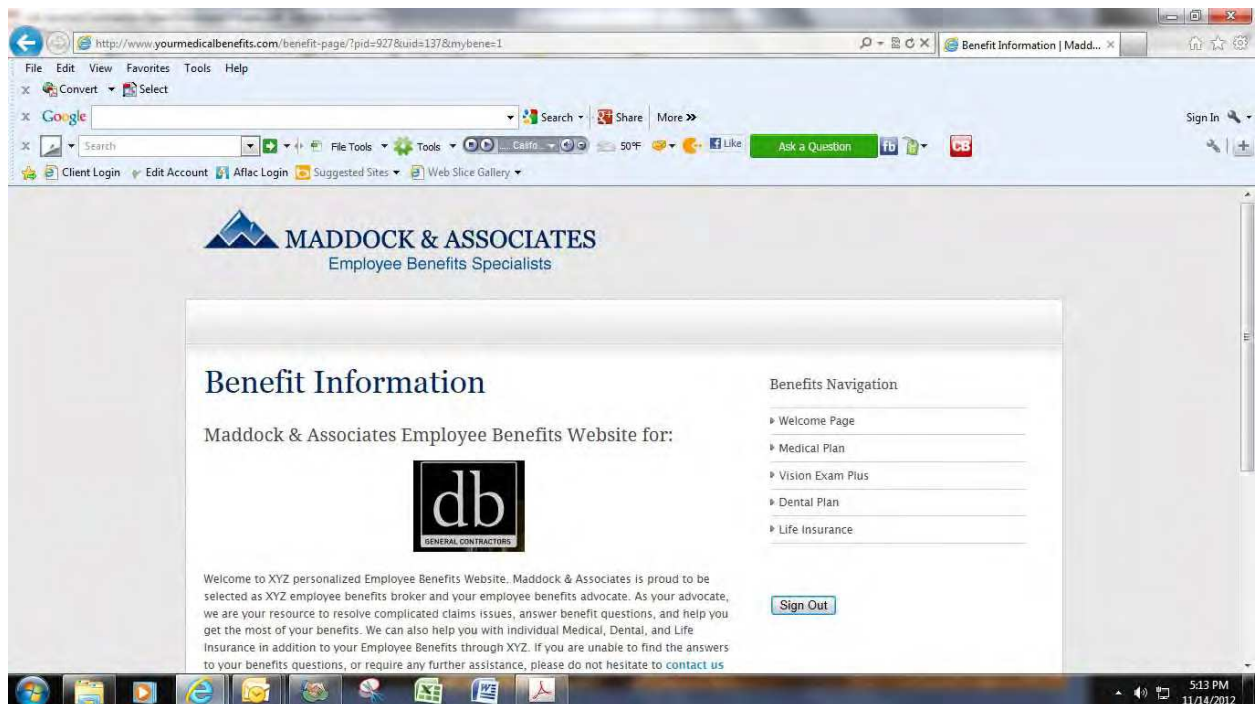 http://www.yourmedicalbenefits.com/benefit-page/?pid=927&uid=137&mybene=1
Benefit Information | Madd...
File Edit View Favorites Tools Help
Convert Select
Google Search Share More »
Sign In
Search File Tools Tools 50°F Like Ask a Question fb CB
Client Login Edit Account Aflac Login Suggested Sites Web Slice Gallery
MADDOCK & ASSOCIATES
Employee Benefits Specialists
Benefit Information
Maddock & Associates Employee Benefits Website for:
db
GENERAL CONTRACTORS
Welcome to XYZ personalized Employee Benefits Website. Maddock & Associates is proud to be
selected as XYZ employee benefits broker and your employee benefits advocate. As your advocate,
we are your resource to resolve complicated claims issues, answer benefit questions, and help you
get the most of your benefits. We can also help you with individual Medical, Dental, and Life
Insurance in addition to your Employee Benefits through XYZ. If you are unable to find the answers
to your benefits questions, or require any further assistance, please do not hesitate to contact us
Benefits Navigation
Welcome Page
Medical Plan
Vision Exam Plus
Dental Plan
Life Insurance
Sign Out
5:13 PM
11/14/2012